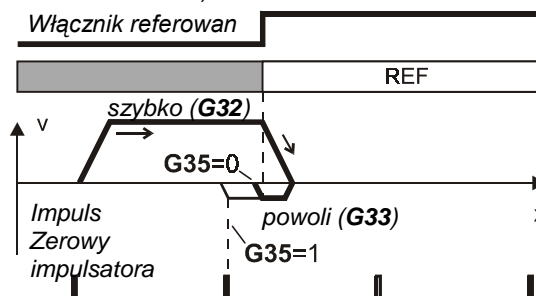 Włącznik referowan
REF
szybko (G32)
v
G35=0
Impuls
powoli (G33)
Zerowy
G35=1
impulsatora